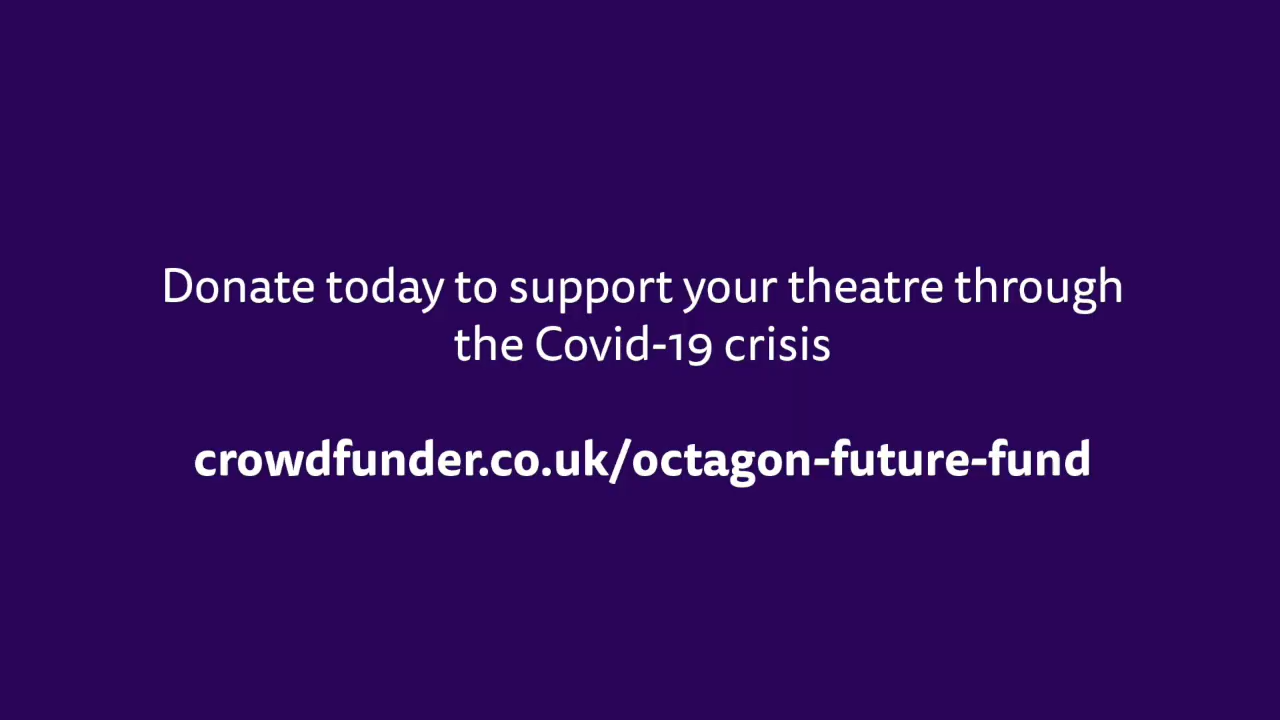 Donate today to support your theatre through
the Covid-19 crisis
crowdfunder.co.uk/octagon-future-fund